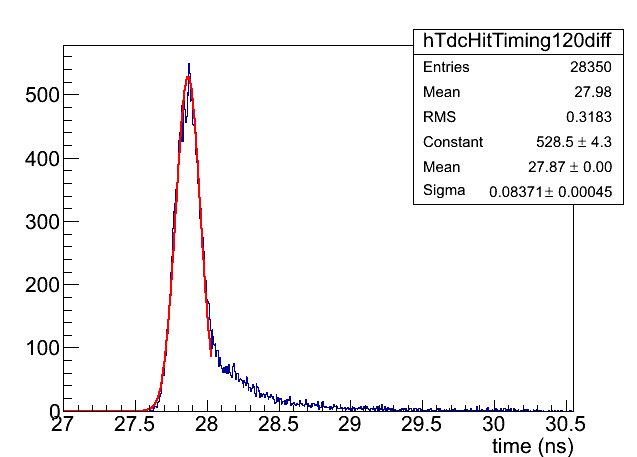 hTdcHitTiming120diff
Entries 28350
Mean 27.98
RMS 0.3183
Constant 528.5 ± 4.3
Mean 27.87 ± 0.00
Sigma 0.08371± 0.00045
500
400
300
200
100
0
27 27.5 28 28.5 29 29.5 30 30.5
time (ns)